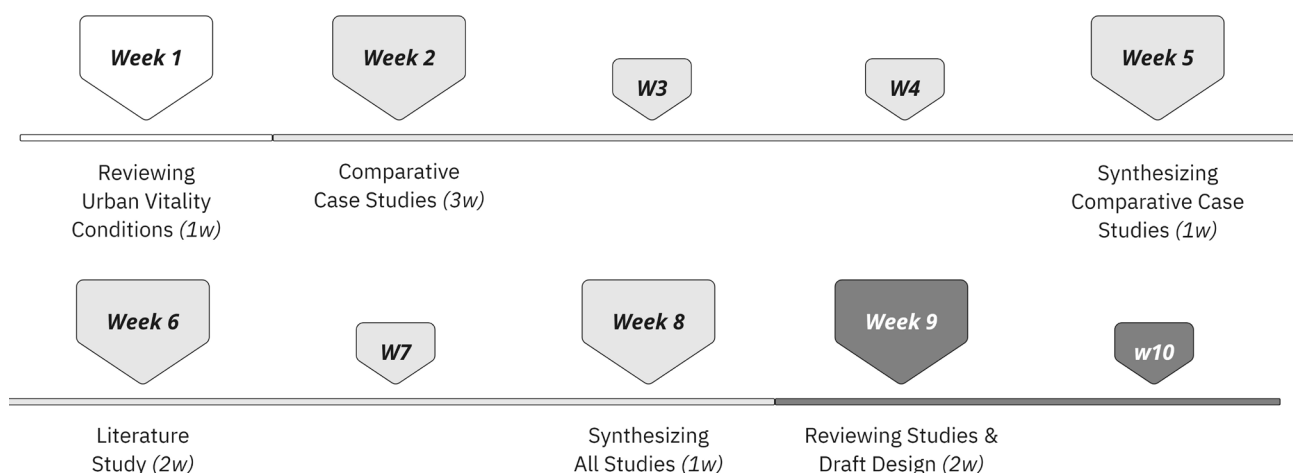 Week 1
Week 2
W3
W4
Week 5
Reviewing
Urban Vitality
Conditions (1w)
Comparative
Case Studies (3w)
Synthesizing
Comparative Case
Studies (1w)
Week 6
W7
Week 8
Week 9
w10
Literature
Study (2w)
Synthesizing
All Studies (1w)
Reviewing Studies &
Draft Design (2w)